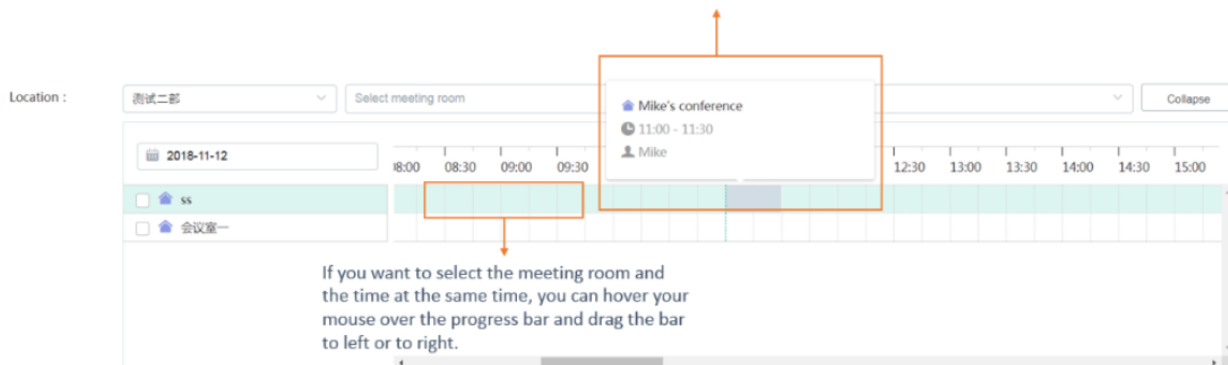 Location :
测试二部
Select meeting room
Collapse
Mike's conference
11:00 - 11:30
Mike
2018-11-12
08:00 08:30 09:00 09:30 12:30 13:00 13:30 14:00 14:30 15:00
ss
会议室一
If you want to select the meeting room and
the time at the same time, you can hover your
mouse over the progress bar and drag the bar
to left or to right.